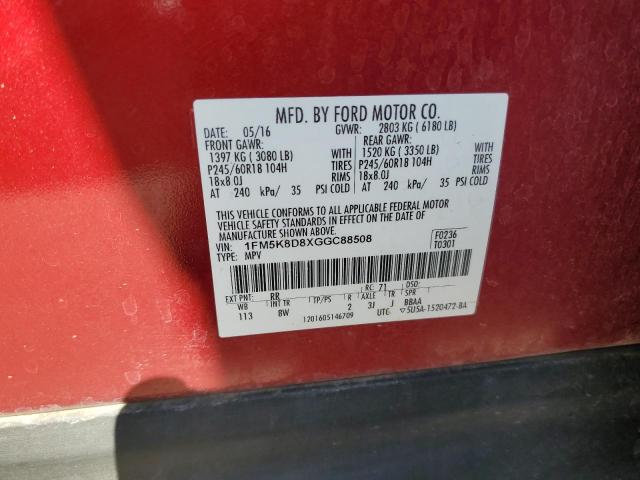 MFD. BY FORD MOTOR CO.
DATE: 05/16 GVWR: 2803 KG ( 6180 LB)
FRONT GAWR: REAR GAWR:
1397 KG ( 3080 LB) WITH 1520 KG ( 3350 LB) WITH
P245/60R18 104H TIRES P245/60R18 104H TIRES
18x8.0J RIMS 18x8.0J RIMS
AT 240 kPa/ 35 PSI COLD AT 240 kPa/ 35 PSI COLD
THIS VEHICLE CONFORMS TO ALL APPLICABLE FEDERAL MOTOR
VEHICLE SAFETY STANDARDS IN EFFECT ON THE DATE OF
MANUFACTURE SHOWN ABOVE.
VIN: 1FM5K8D8XGGC88508 F0236
TYPE: MPV T0301
EXT PNT: RR RC: 71 DSO:
WB INT TR TP/PS R AXLE TR SPR
113 8W 2 3J J BBAA
1201605146709 UTC ▽5U5A-1520472-BA